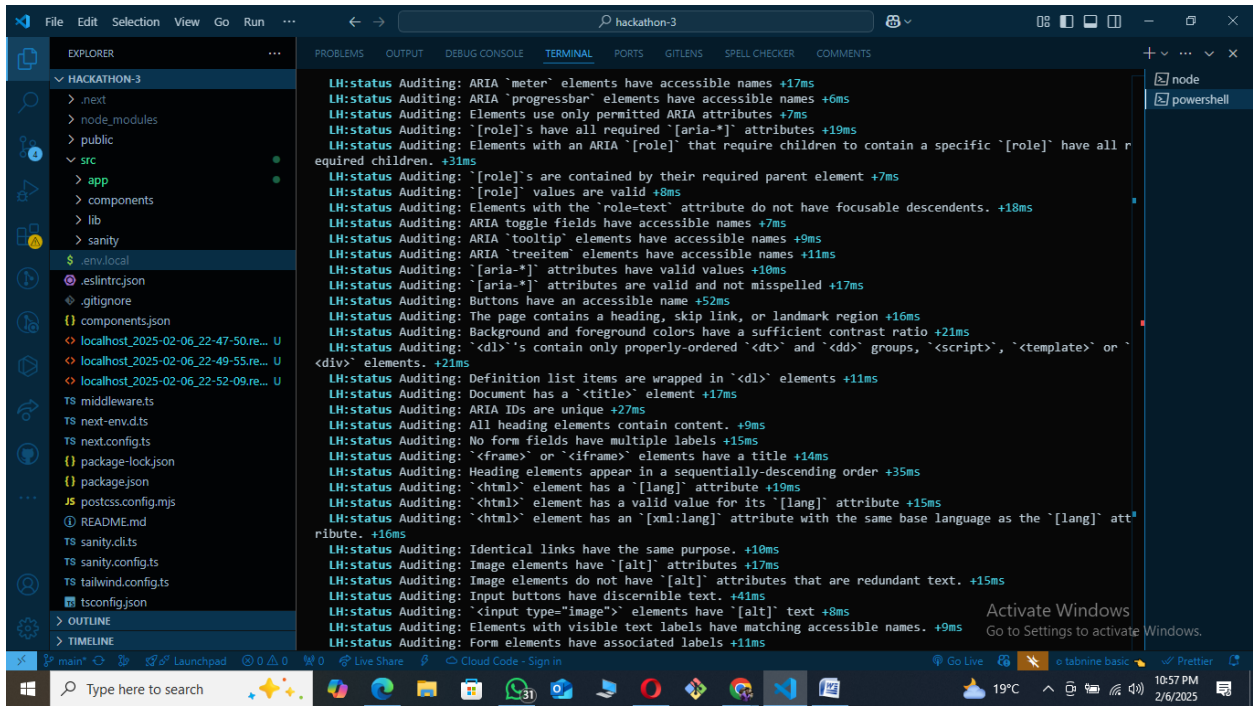 File Edit Selection View Go Run ···
hackathon-3
EXPLORER ···
HACKATHON-3
.next
node_modules
public
src
app
components
lib
sanity
$ .env.local
.eslintrc.json
.gitignore
{} components.json
<> localhost_2025-02-06_22-47-50.re... U
<> localhost_2025-02-06_22-49-55.re... U
<> localhost_2025-02-06_22-52-09.re... U
TS middleware.ts
TS next-env.d.ts
TS next.config.ts
{} package-lock.json
{} package.json
JS postcss.config.mjs
README.md
TS sanity.cli.ts
TS sanity.config.ts
TS tailwind.config.ts
tsconfig.json
OUTLINE
TIMELINE
4
PROBLEMS OUTPUT DEBUG CONSOLE TERMINAL PORTS GITLENS SPELL CHECKER COMMENTS
LH:status Auditing: ARIA `meter` elements have accessible names +17ms
LH:status Auditing: ARIA `progressbar` elements have accessible names +6ms
LH:status Auditing: Elements use only permitted ARIA attributes +7ms
LH:status Auditing: `[role]`s have all required `[aria-*]` attributes +19ms
LH:status Auditing: Elements with an ARIA `[role]` that require children to contain a specific `[role]` have all r
equired children. +31ms
LH:status Auditing: `[role]`s are contained by their required parent element +7ms
LH:status Auditing: `[role]` values are valid +8ms
LH:status Auditing: Elements with the `role=text` attribute do not have focusable descendents. +18ms
LH:status Auditing: ARIA toggle fields have accessible names +7ms
LH:status Auditing: ARIA `tooltip` elements have accessible names +9ms
LH:status Auditing: ARIA `treeitem` elements have accessible names +11ms
LH:status Auditing: `[aria-*]` attributes have valid values +10ms
LH:status Auditing: `[aria-*]` attributes are valid and not misspelled +17ms
LH:status Auditing: Buttons have an accessible name +52ms
LH:status Auditing: The page contains a heading, skip link, or landmark region +16ms
LH:status Auditing: Background and foreground colors have a sufficient contrast ratio +21ms
LH:status Auditing: `<dl>`'s contain only properly-ordered `<dt>` and `<dd>` groups, `<script>`, `<template>` or `
<div>` elements. +21ms
LH:status Auditing: Definition list items are wrapped in `<dl>` elements +11ms
LH:status Auditing: Document has a `<title>` element +17ms
LH:status Auditing: ARIA IDs are unique +27ms
LH:status Auditing: All heading elements contain content. +9ms
LH:status Auditing: No form fields have multiple labels +15ms
LH:status Auditing: `<frame>` or `<iframe>` elements have a title +14ms
LH:status Auditing: Heading elements appear in a sequentially-descending order +35ms
LH:status Auditing: `<html>` element has a `[lang]` attribute +19ms
LH:status Auditing: `<html>` element has a valid value for its `[lang]` attribute +15ms
LH:status Auditing: `<html>` element has an `[xml:lang]` attribute with the same base language as the `[lang]` att
ribute. +16ms
LH:status Auditing: Identical links have the same purpose. +10ms
LH:status Auditing: Image elements have `[alt]` attributes +17ms
LH:status Auditing: Image elements do not have `[alt]` attributes that are redundant text. +15ms
LH:status Auditing: Input buttons have discernible text. +41ms
LH:status Auditing: `<input type="image">` elements have `[alt]` text +8ms
LH:status Auditing: Elements with visible text labels have matching accessible names. +9ms
LH:status Auditing: Form elements have associated labels +11ms
node
powershell
Activate Windows
Go to Settings to activate Windows.
main* Launchpad 0 0 0 Live Share Cloud Code - Sign in Go Live tabnine basic Prettier
Type here to search
31
19°C
10:57 PM
2/6/2025